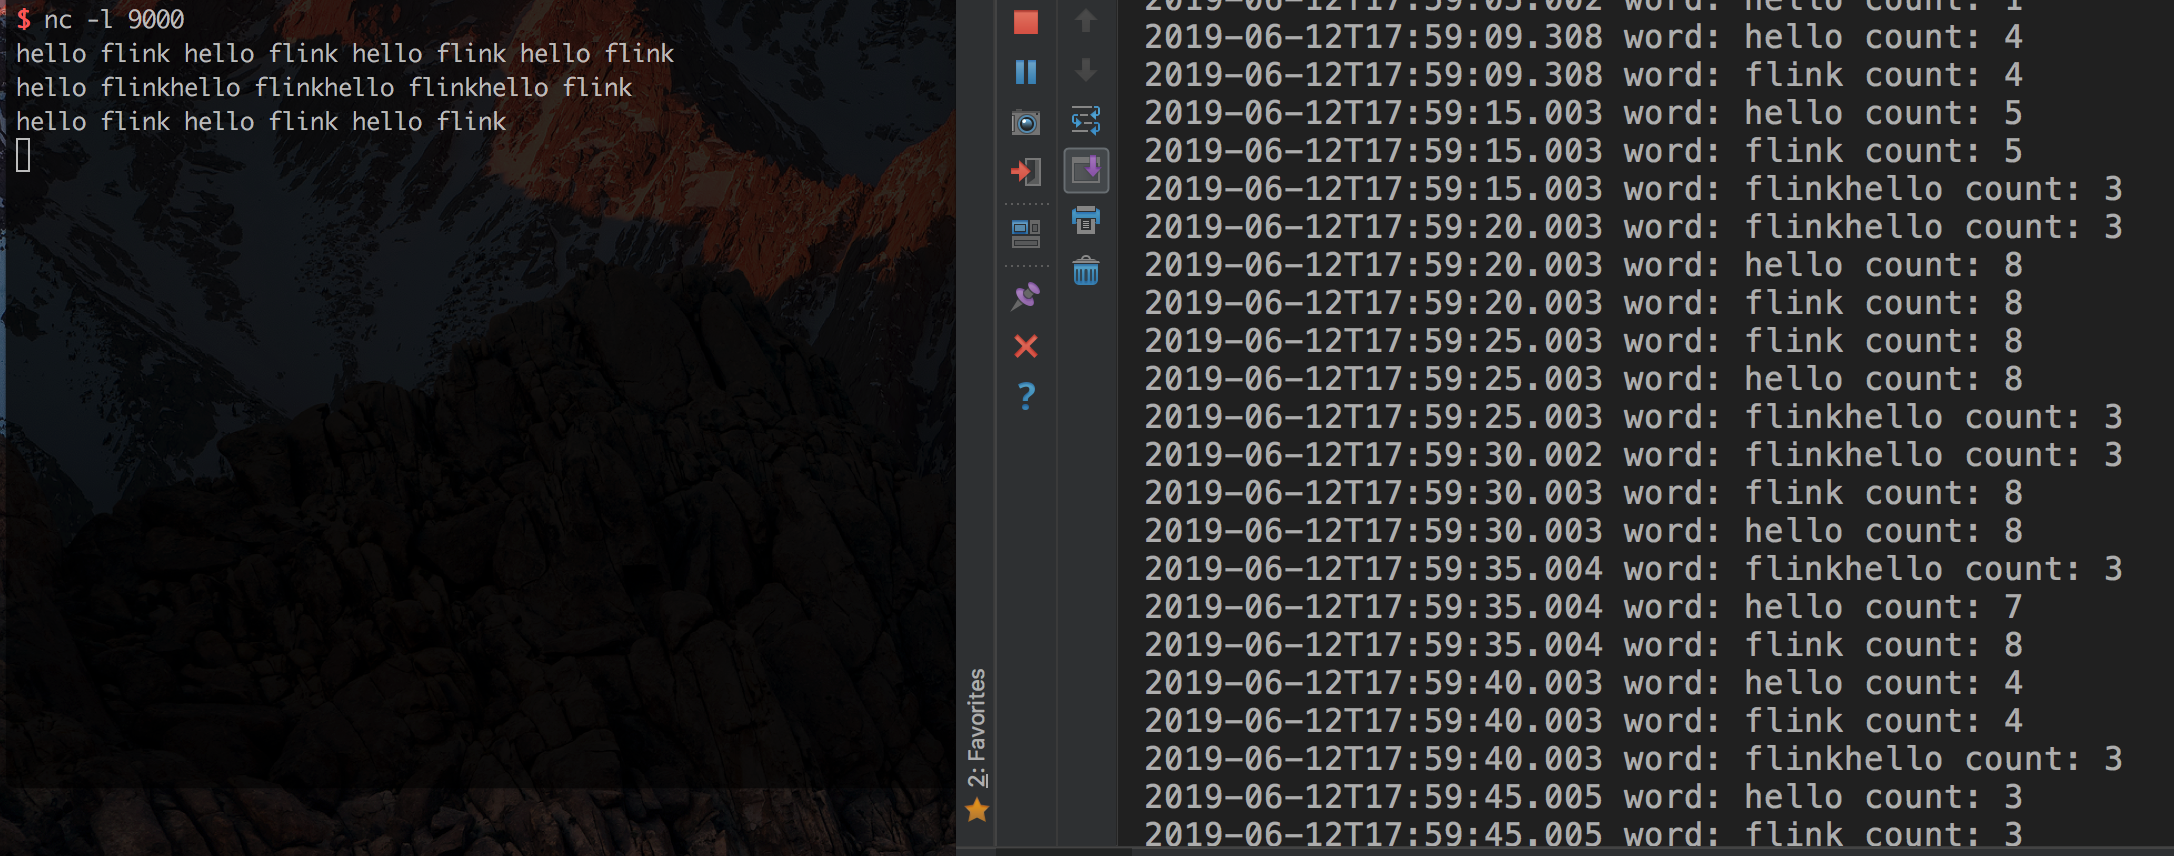 $ nc -l 9000
hello flink hello flink hello flink hello flink
hello flinkhello flinkhello flinkhello flink
hello flink hello flink hello flink
2: Favorites
2019-06-12T17:59:05.002 word: hello count: 1
2019-06-12T17:59:09.308 word: hello count: 4
2019-06-12T17:59:09.308 word: flink count: 4
2019-06-12T17:59:15.003 word: hello count: 5
2019-06-12T17:59:15.003 word: flink count: 5
2019-06-12T17:59:15.003 word: flinkhello count: 3
2019-06-12T17:59:20.003 word: flinkhello count: 3
2019-06-12T17:59:20.003 word: hello count: 8
2019-06-12T17:59:20.003 word: flink count: 8
2019-06-12T17:59:25.003 word: flink count: 8
2019-06-12T17:59:25.003 word: hello count: 8
2019-06-12T17:59:25.003 word: flinkhello count: 3
2019-06-12T17:59:30.002 word: flinkhello count: 3
2019-06-12T17:59:30.003 word: flink count: 8
2019-06-12T17:59:30.003 word: hello count: 8
2019-06-12T17:59:35.004 word: flinkhello count: 3
2019-06-12T17:59:35.004 word: hello count: 7
2019-06-12T17:59:35.004 word: flink count: 8
2019-06-12T17:59:40.003 word: hello count: 4
2019-06-12T17:59:40.003 word: flink count: 4
2019-06-12T17:59:40.003 word: flinkhello count: 3
2019-06-12T17:59:45.005 word: hello count: 3
2019-06-12T17:59:45.005 word: flink count: 3